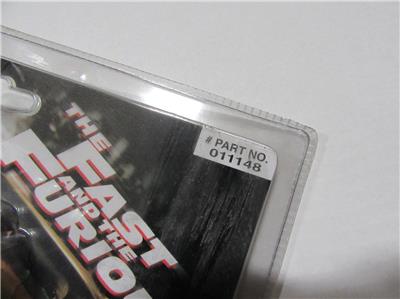 # PART NO.
011148
THE
FAST
AND THE
FURIO